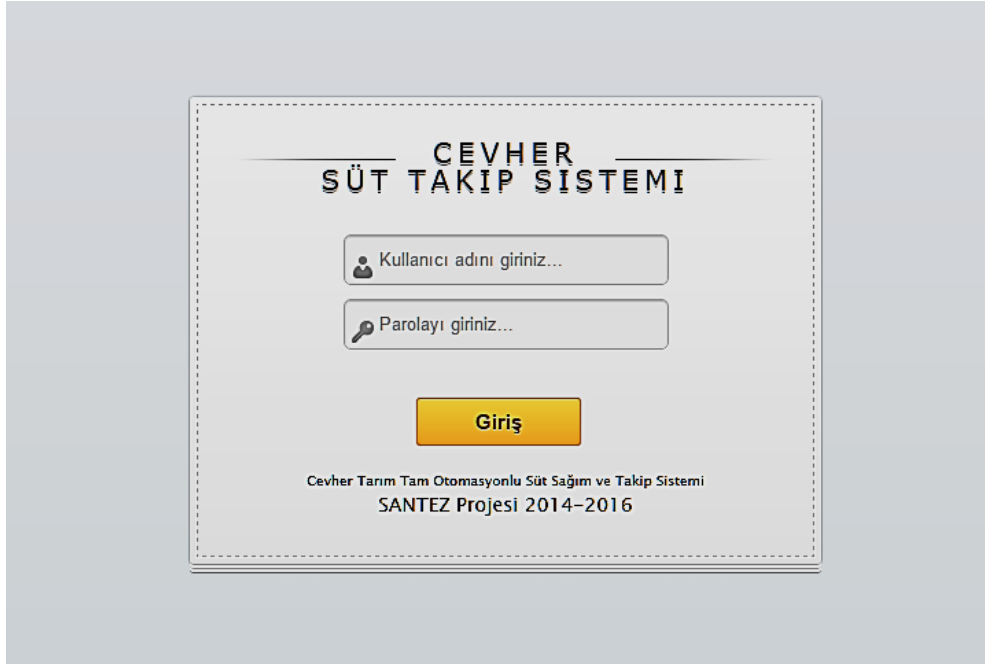 CEVHER
SÜT TAKIP SISTEMI
Kullanıcı adını giriniz...
Parolayı giriniz...
Giriş
Cevher Tarım Tam Otomasyonlu Süt Sağım ve Takip Sistemi
SANTEZ Projesi 2014-2016